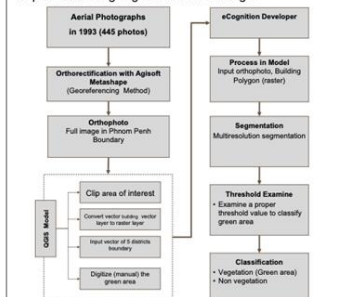 Aerial Photographs
in 1993 (445 photos)
Orthorectification with Agisoft
Metashape
(Georeferencing Method)
Orthophoto
Full image in Phnom Penh
Boundary
QGIS Model
Clip area of interest
Convert vector building vector
layer to raster layer
Input vector of 5 districts
boundary
Digitize (manual) the
green area
eCognition Developer
Process in Model
Input orthophoto, Building
Polygon (raster)
Segmentation
Multiresolution segmentation
Threshold Examine
• Examine a proper
threshold value to classify
green area
Classification
• Vegetation (Green area)
• Non vegetation